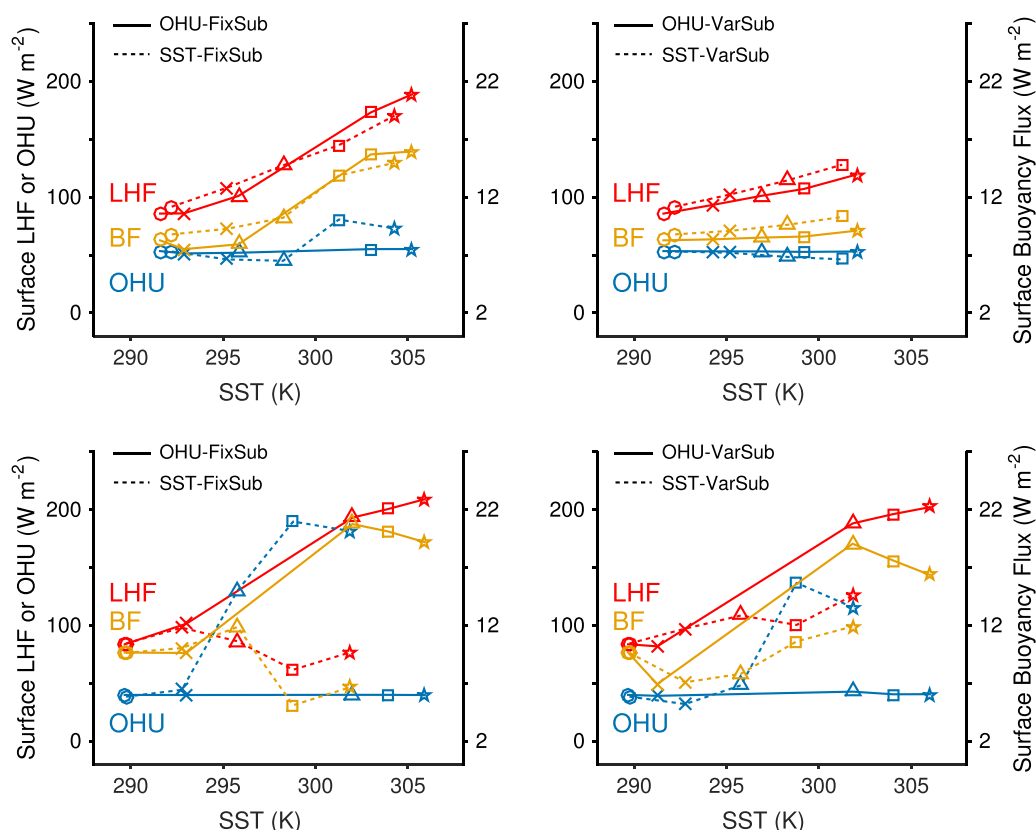 OHU-FixSub
SST-FixSub
200
100
0
LHF
BF
OHU
22
12
2
290
295
300
305
SST (K)
Surface LHF or OHU (W m-2)
OHU-VarSub
SST-VarSub
200
100
0
LHF
BF
OHU
22
12
2
290
295
300
305
SST (K)
Surface Buoyancy Flux (W m-2)
OHU-FixSub
SST-FixSub
200
100
0
LHF
BF
OHU
22
12
2
290
295
300
305
SST (K)
Surface LHF or OHU (W m-2)
OHU-VarSub
SST-VarSub
200
100
0
LHF
BF
OHU
22
12
2
290
295
300
305
SST (K)
Surface Buoyancy Flux (W m-2)